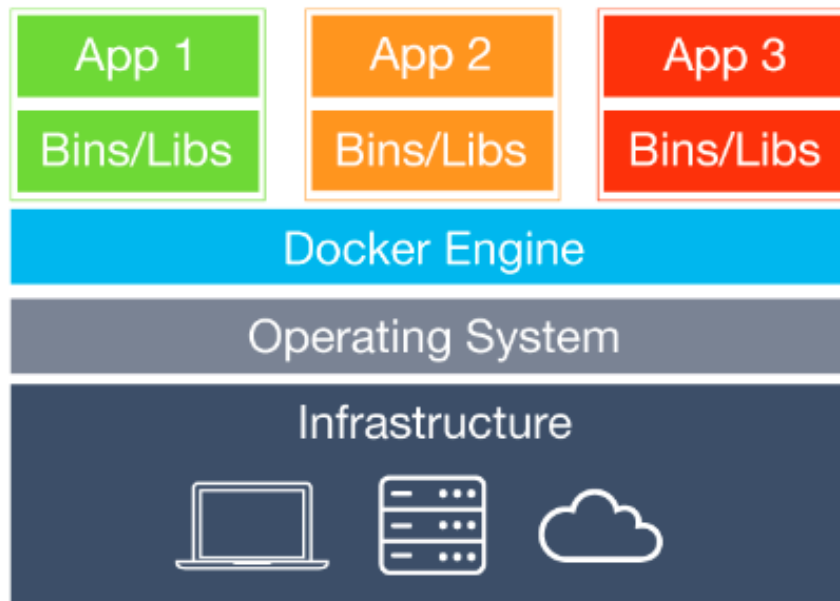 App 1
App 2
App 3
Bins/Libs
Bins/Libs
Bins/Libs
Docker Engine
Operating System
Infrastructure